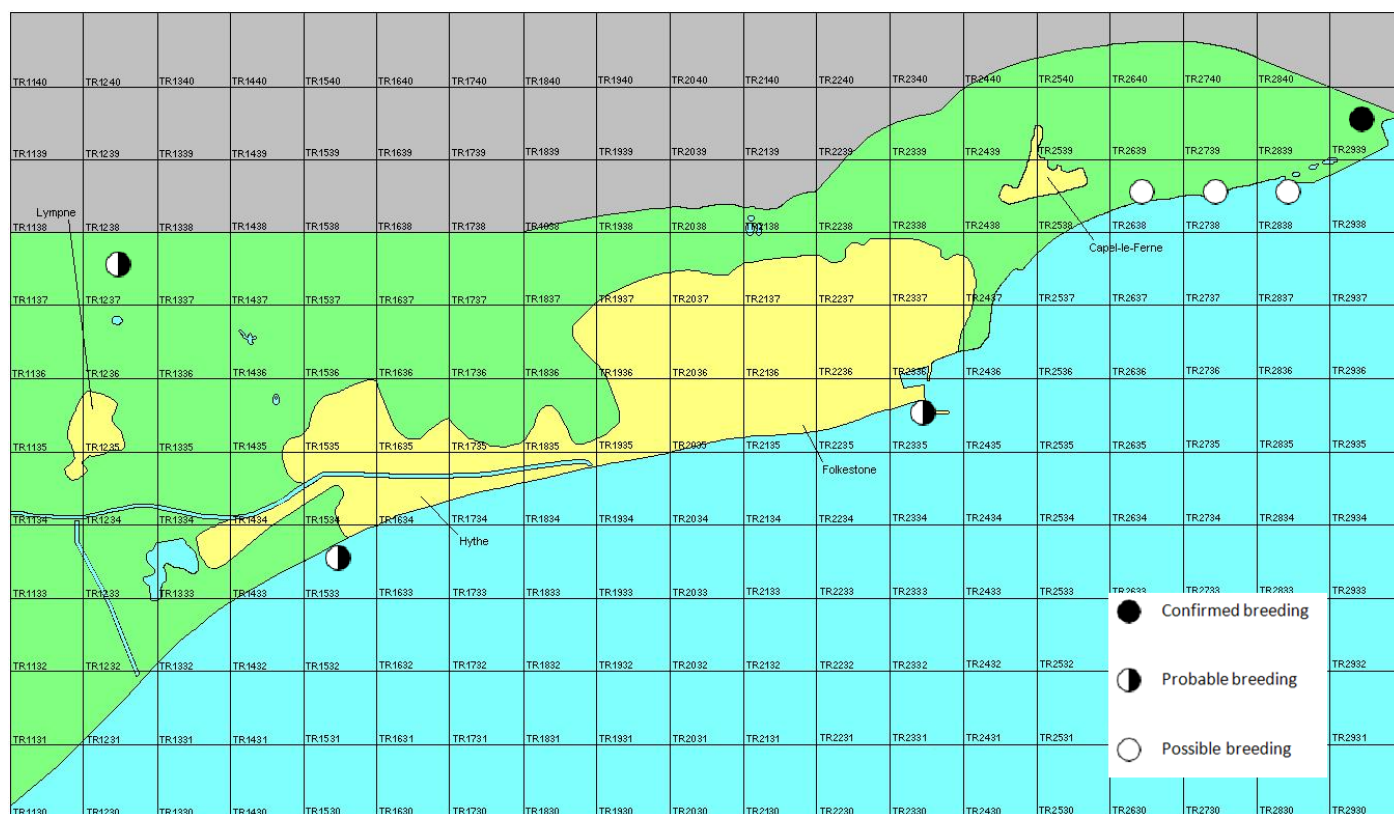 TR1140 TR1240 TR1340 TR1440 TR1540 TR1640 TR1740 TR1840 TR1940 TR2040 TR2140 TR2240 TR2340 TR2440 TR2540 TR2640 TR2740 TR2840
TR1139 TR1239 TR1339 TR1439 TR1539 TR1639 TR1739 TR1839 TR1939 TR2039 TR2139 TR2239 TR2339 TR2439 TR2539 TR2639 TR2739 TR2839 TR2939
Lympne
TR1138 TR1238 TR1338 TR1438 TR1538 TR1638 TR1738 TR1938 TR2038 TR2238 TR2338 TR2438 TR2538 TR2638 TR2738 TR2838 TR2938
Capel-le-Ferne
TR1137 TR1237 TR1337 TR1437 TR1537 TR1637 TR1737 TR1837 TR1937 TR2037 TR2137 TR2237 TR2337 TR2437 TR2537 TR2637 TR2737 TR2837 TR2937
TR1136 TR1236 TR1336 TR1436 TR1536 TR1636 TR1736 TR1836 TR1936 TR2036 TR2136 TR2236 TR2336 TR2436 TR2536 TR2636 TR2736 TR2836 TR2936
TR1135 TR1235 TR1335 TR1435 TR1535 TR1635 TR1735 TR1835 TR1935 TR2035 TR2135 TR2235 TR2335 TR2435 TR2535 TR2635 TR2735 TR2835 TR2935
Folkestone
TR1134 TR1234 TR1334 TR1434 TR1534 TR1634 TR1734 TR1834 TR1934 TR2034 TR2134 TR2234 TR2334 TR2434 TR2534 TR2634 TR2734 TR2834 TR2934
Hythe
TR1133 TR1233 TR1333 TR1433 TR1533 TR1633 TR1733 TR1833 TR1933 TR2033 TR2133 TR2233 TR2333 TR2433 TR2533 TR2633 TR2733 TR2833 TR2933
Confirmed breeding
TR1132 TR1232 TR1332 TR1432 TR1532 TR1632 TR1732 TR1832 TR1932 TR2032 TR2132 TR2232 TR2332 TR2432 TR2532 TR2932
Probable breeding
TR1131 TR1231 TR1331 TR1431 TR1531 TR1631 TR1731 TR1831 TR1931 TR2031 TR2131 TR2231 TR2331 TR2431 TR2531 TR2931
Possible breeding
TR1130 TR1230 TR1330 TR1430 TR1530 TR1630 TR1730 TR1830 TR1930 TR2030 TR2130 TR2230 TR2330 TR2430 TR2530 TR2630 TR2730 TR2830 TR2930